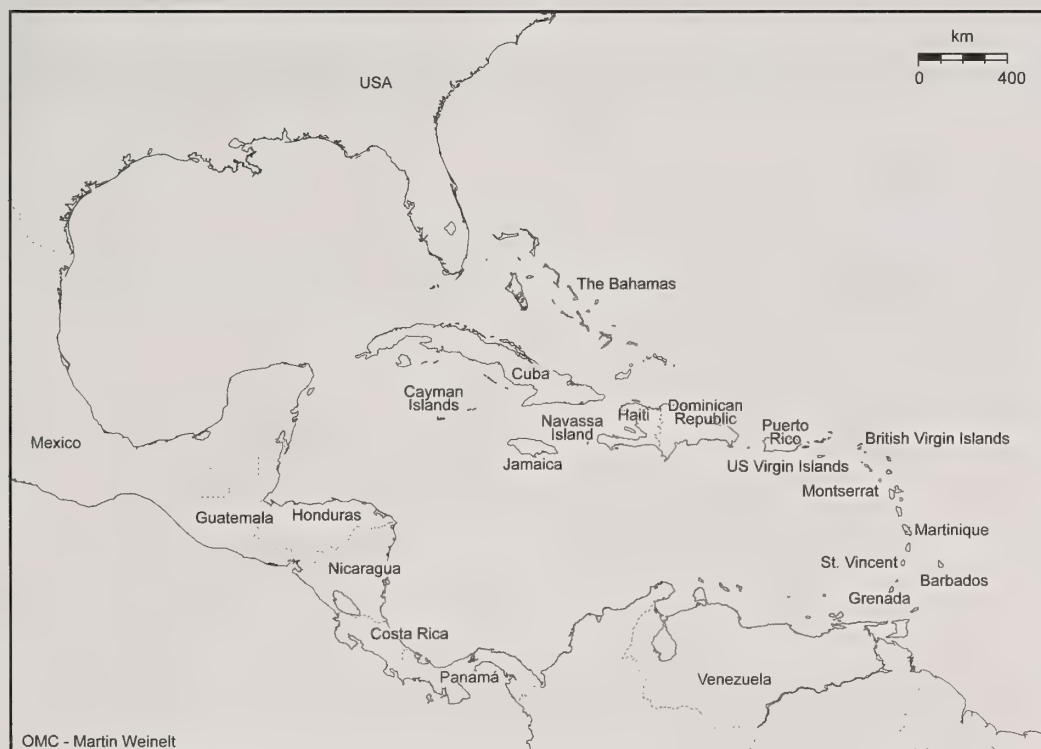 km
0 400
USA
The Bahamas
Cuba
Cayman
Islands
Navassa
Island
Haiti
Dominican
Republic
Puerto
Rico
British Virgin Islands
Mexico
Jamaica
US Virgin Islands
Montserrat
Guatemala
Honduras
Martinique
St. Vincent
Nicaragua
Barbados
Grenada
Costa Rica
Panamá
Venezuela
OMC - Martin Weinelt